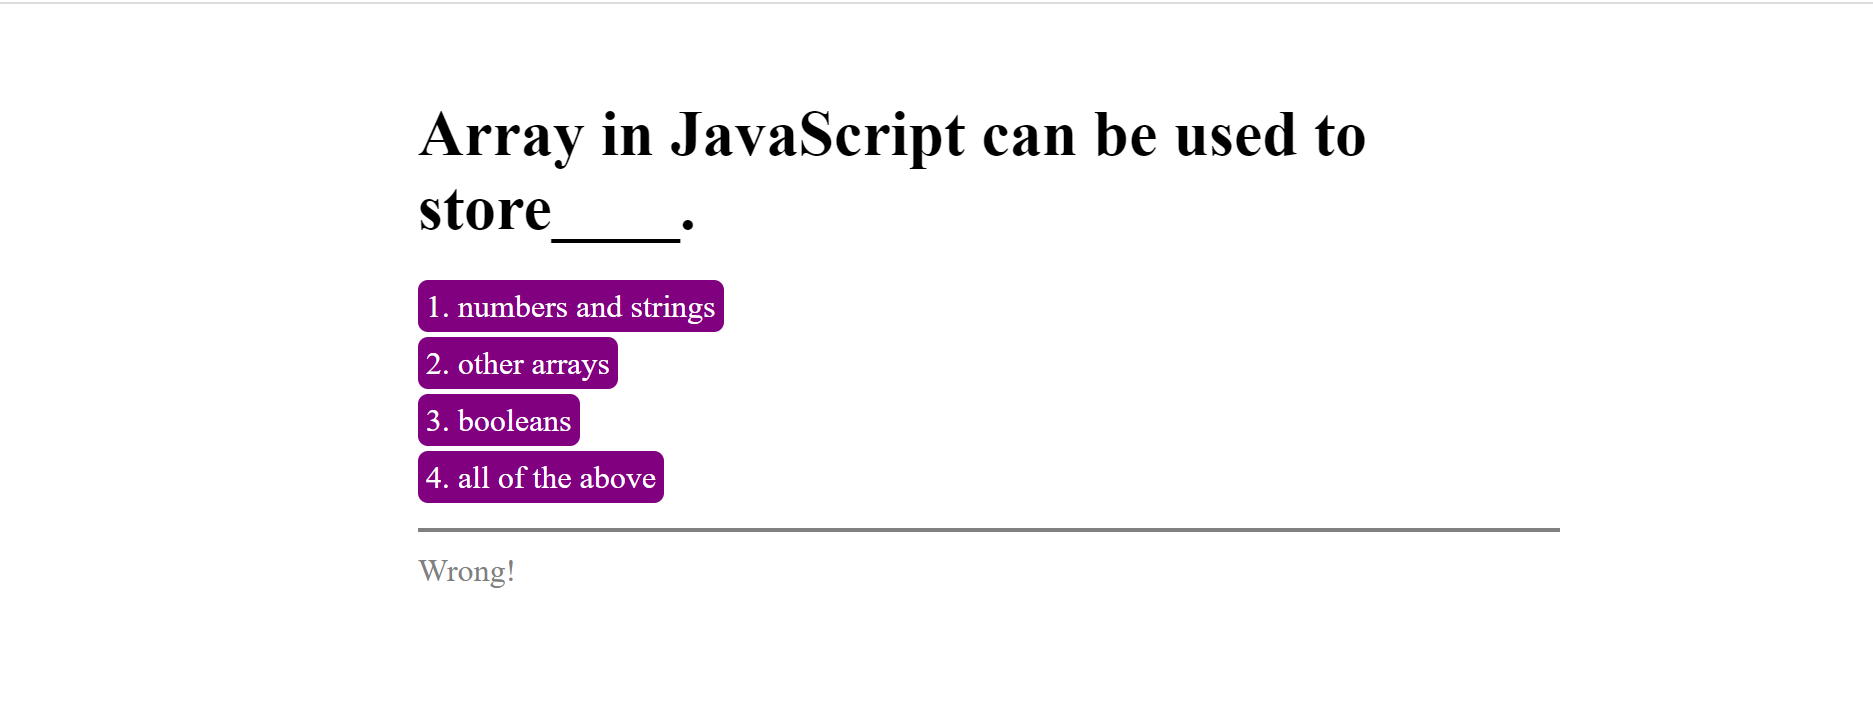 Array in JavaScript can be used to
store____.
1. numbers and strings
2. other arrays
3. booleans
4. all of the above
Wrong!